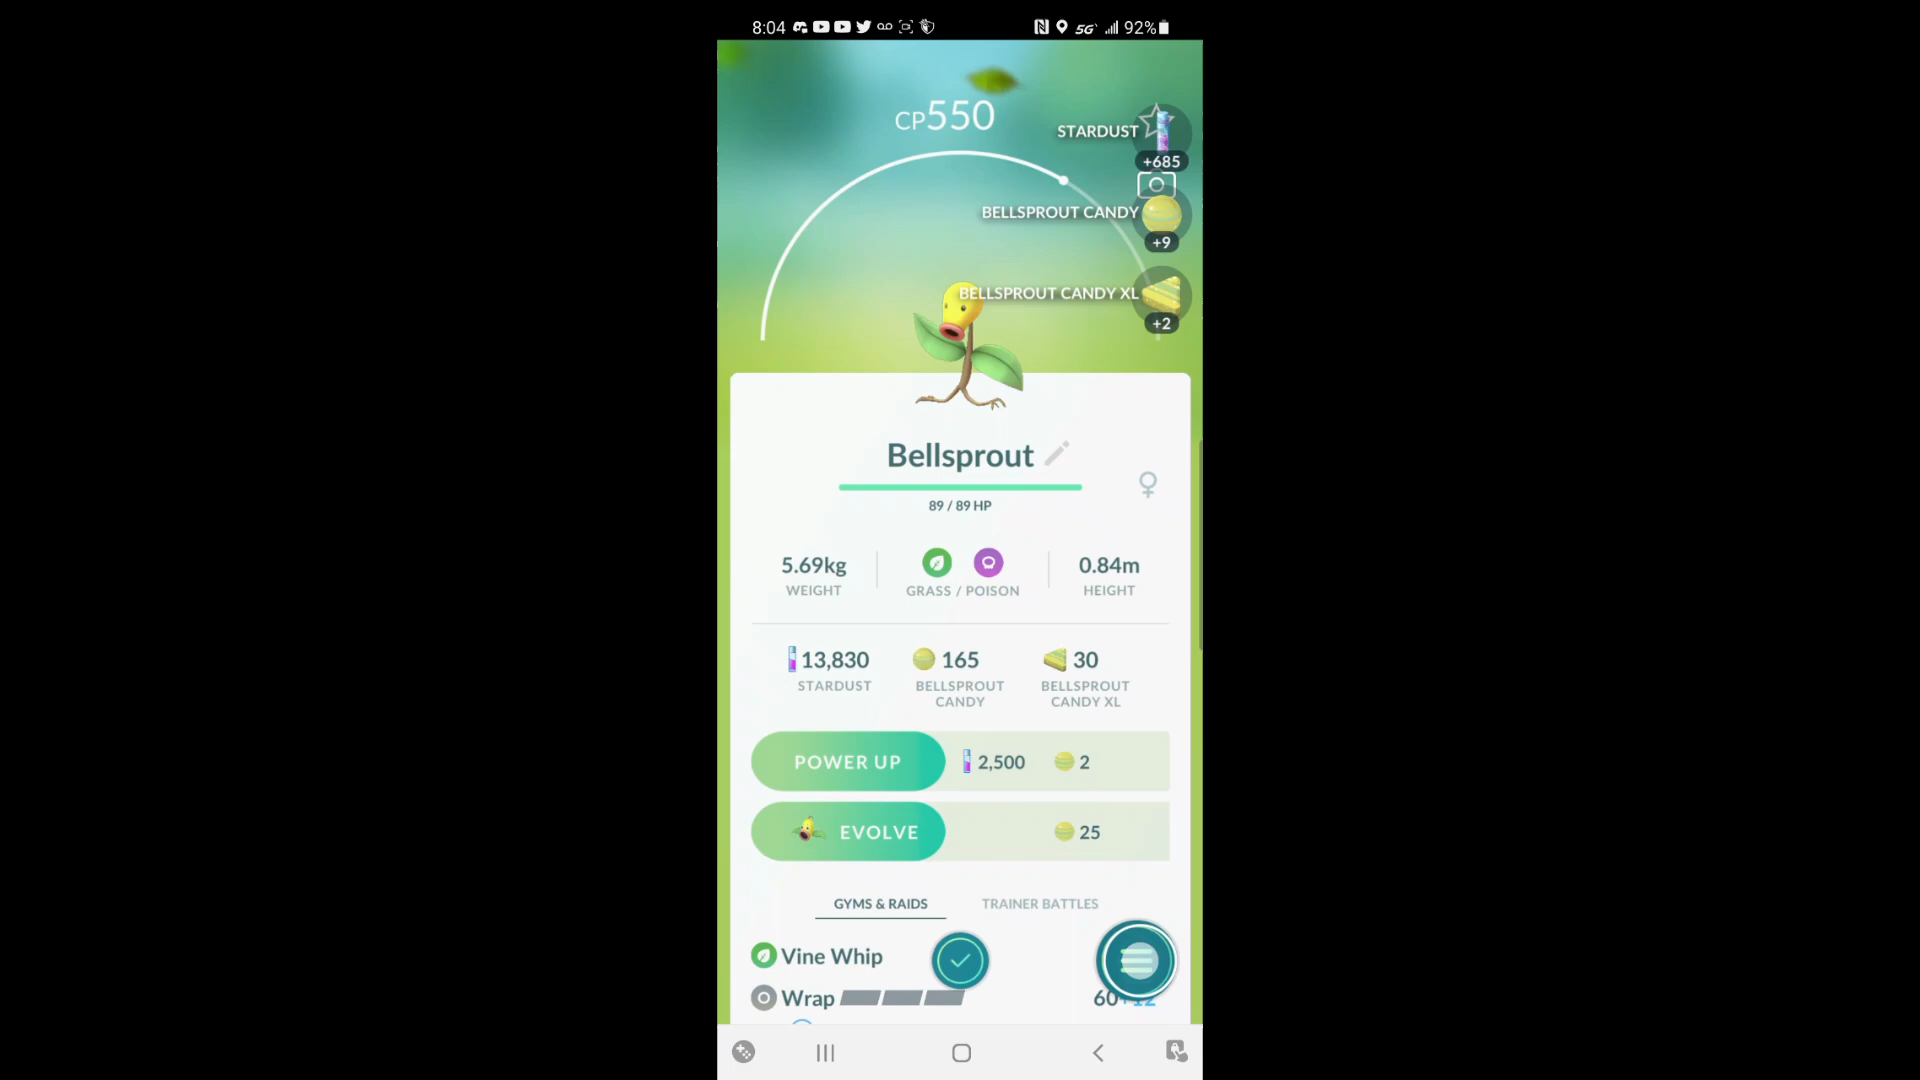 8:04 5G 92%
CP550
STARDUST
+685
BELLSPROUT CANDY
+9
BELLSPROUT CANDY XL
+2
Bellsprout
89 / 89 HP
5.69kg
WEIGHT
GRASS / POISON
0.84m
HEIGHT
13,830
STARDUST
165
BELLSPROUT
CANDY
30
BELLSPROUT
CANDY XL
POWER UP 2,500 2
EVOLVE 25
GYMS & RAIDS TRAINER BATTLES
Vine Whip
Wrap 60+12